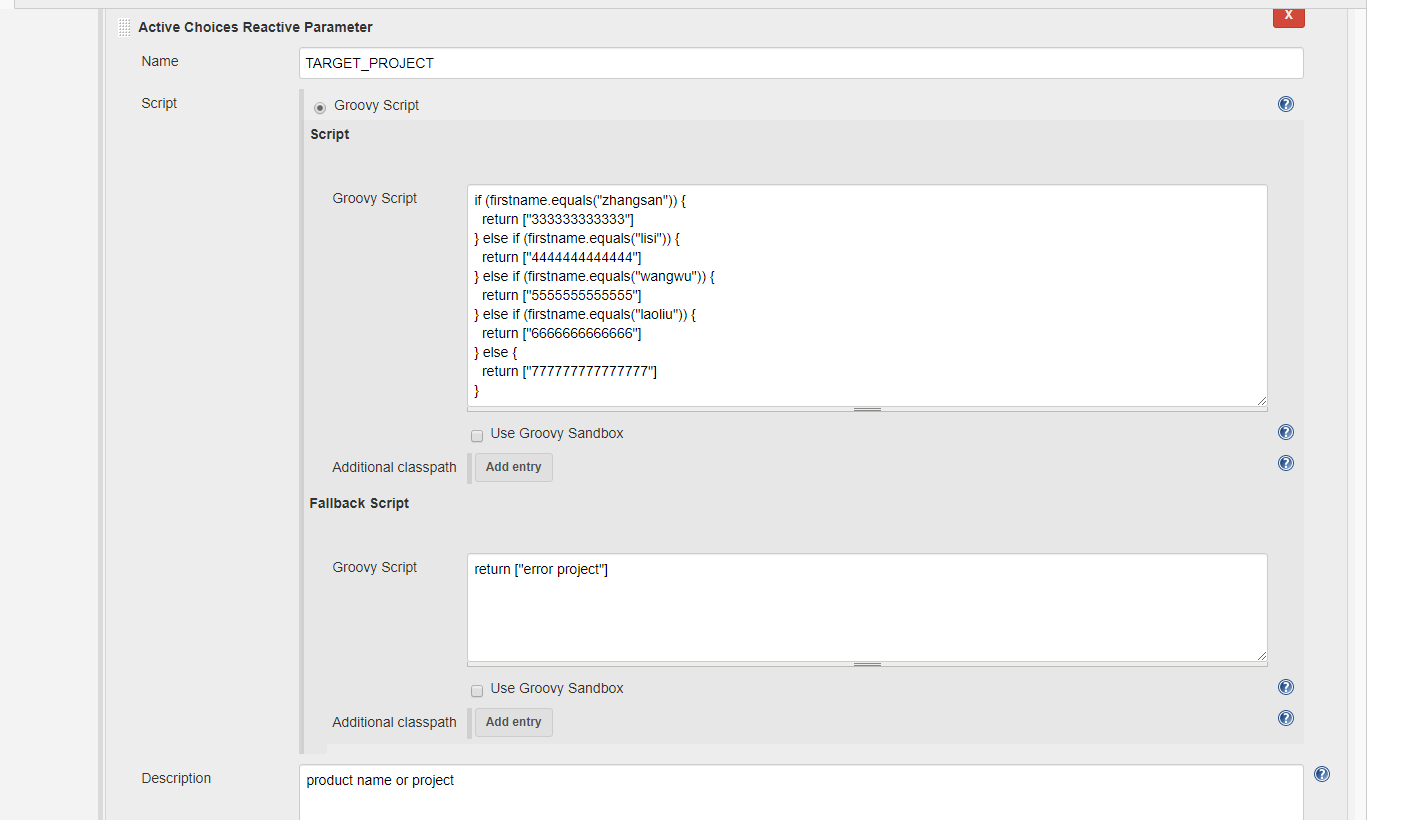 X
Active Choices Reactive Parameter
Name
TARGET_PROJECT
Script
Groovy Script
Script
Groovy Script
if (firstname.equals("zhangsan")) {
return ["333333333333"]
} else if (firstname.equals("lisi")) {
return ["4444444444444"]
} else if (firstname.equals("wangwu")) {
return ["5555555555555"]
} else if (firstname.equals("laoliu")) {
return ["6666666666666"]
} else {
return ["777777777777777"]
}
Use Groovy Sandbox
Additional classpath
Add entry
Fallback Script
Groovy Script
return ["error project"]
Use Groovy Sandbox
Additional classpath
Add entry
Description
product name or project